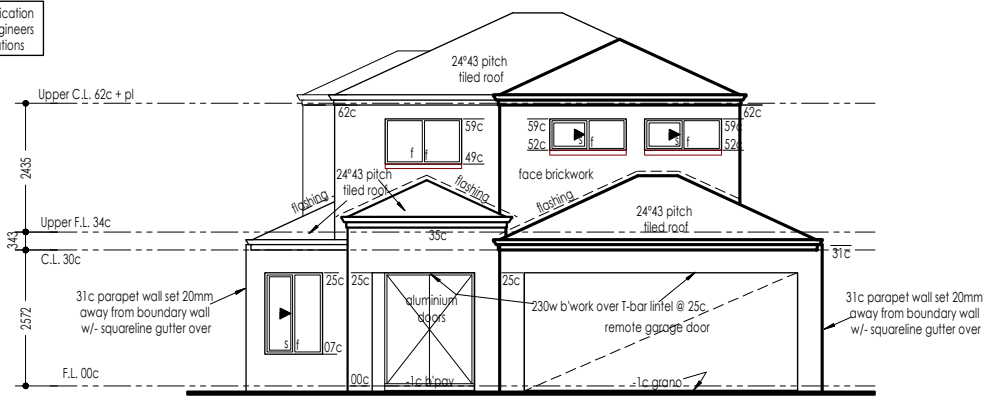 ication
gineers
ations
24°43 pitch
tiled roof
Upper C.L. 62c + pl
62c
62c
59c
59c
59c
52c
52c
f
f
s
f
s
f
49c
2435
24°43 pitch
tiled roof
flashing
flashing
flashing
face brickwork
24°43 pitch
tiled roof
Upper F.L. 34c
343
35c
C.L. 30c
31c
25c
25c
25c
25c
31c parapet wall set 20mm
away from boundary wall
w/- squareline gutter over
aluminium
doors
230w b'work over T-bar lintel @ 25c
remote garage door
31c parapet wall set 20mm
away from boundary wall
w/- squareline gutter over
2572
s
f
07c
F.L. 00c
00c
-1c b'pav
-1c grano